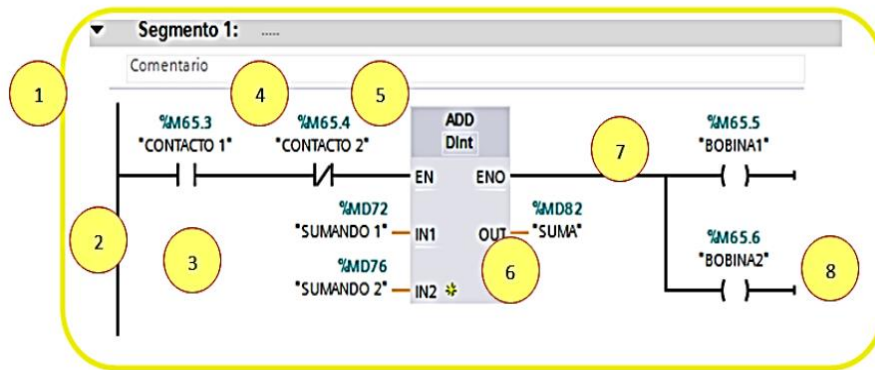 Segmento 1: .....
Comentario
1
4
5
%M65.3
"CONTACTO 1"
%M65.4
"CONTACTO 2"
ADD
DInt
7
%M65.5
"BOBINA1"
EN
ENO
2
3
%MD72
"SUMANDO 1"
IN1
OUT
%MD82
"SUMA"
6
%M65.6
"BOBINA2"
8
%MD76
"SUMANDO 2"
IN2